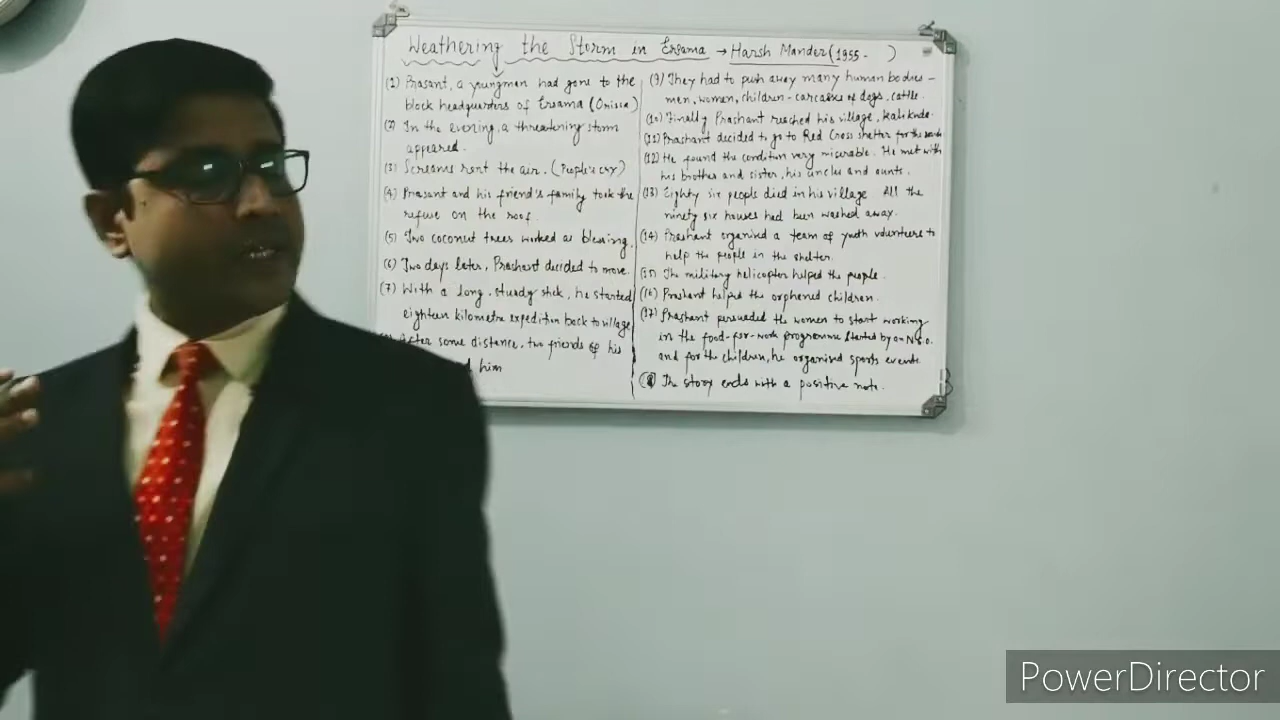 Weathering the Storm in Ersama → Harsh Mander (1955 - )
(1) Prasant, a youngman had gone to the
block headquarters of Ersama (Orissa)
(2) In the evening, a threatening storm
appeared.
(3) Screams rent the air. (People's cry)
(4) Prasant and his friend's family took the
refuse on the roof.
(5) Two coconut trees worked as blessing.
(6) Two days later, Prashant decided to move.
(7) With a long, sturdy stick, he started
eighteen kilometre expedition back to village
After some distance, two friends of his
him
(9) They had to push away many human bodies -
men, women, children - carcases of dogs, cattle.
(10) Finally Prashant reached his village, Kalikuda.
(11) Prashant decided to go to Red Cross shelter for the
(12) He found the condition very miserable. He met with
his brother and sister, his uncles and aunts.
(13) Eighty six people died in his village. All the
ninety six houses had been washed away.
(14) Prashant organised a team of youth volunteers to
help the people in the shelter.
(15) The military helicopter helped the people.
(16) Prashant helped the orphaned children.
(17) Prashant persuaded the women to start working
in the food-for-work programme started by an N.G.O.
and for the children, he organised sports events
The story ends with a positive note.
PowerDirector